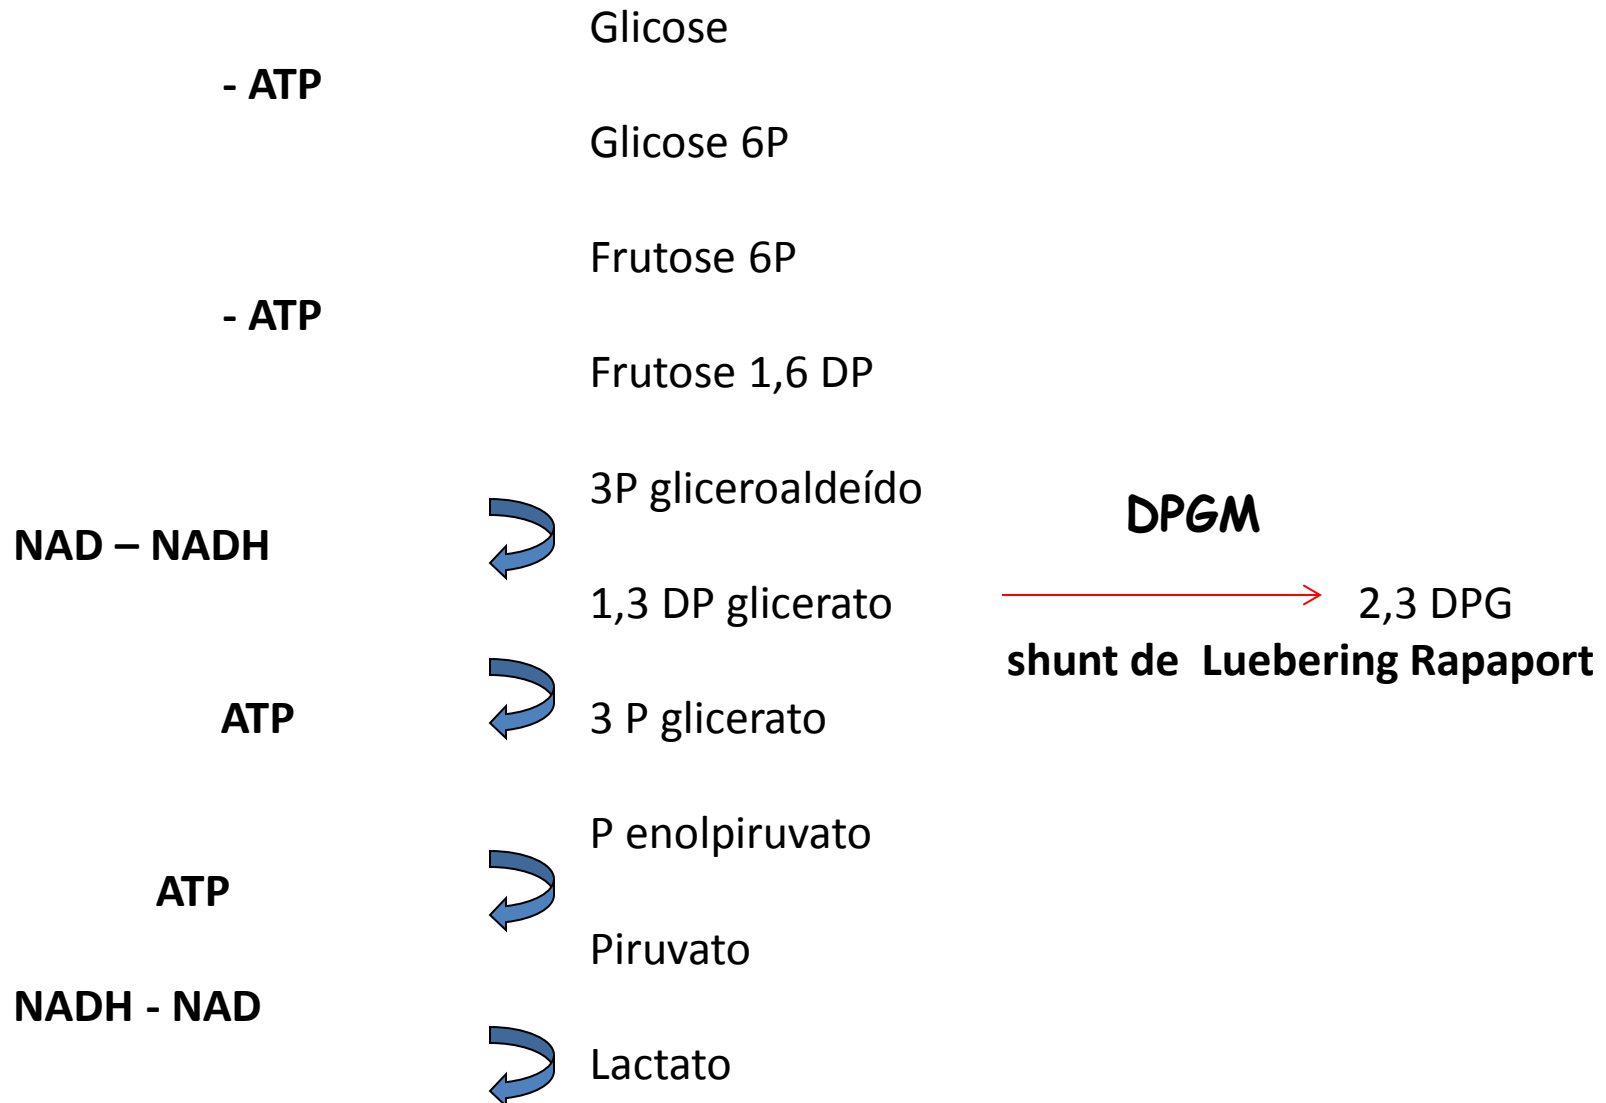 Glicose
- ATP
Glicose 6P
Frutose 6P
- ATP
Frutose 1,6 DP
3P gliceroaldeído
DPGM
NAD – NADH
1,3 DP glicerato
2,3 DPG
shunt de Luebering Rapaport
ATP
3 P glicerato
P enolpiruvato
ATP
Piruvato
NADH - NAD
Lactato